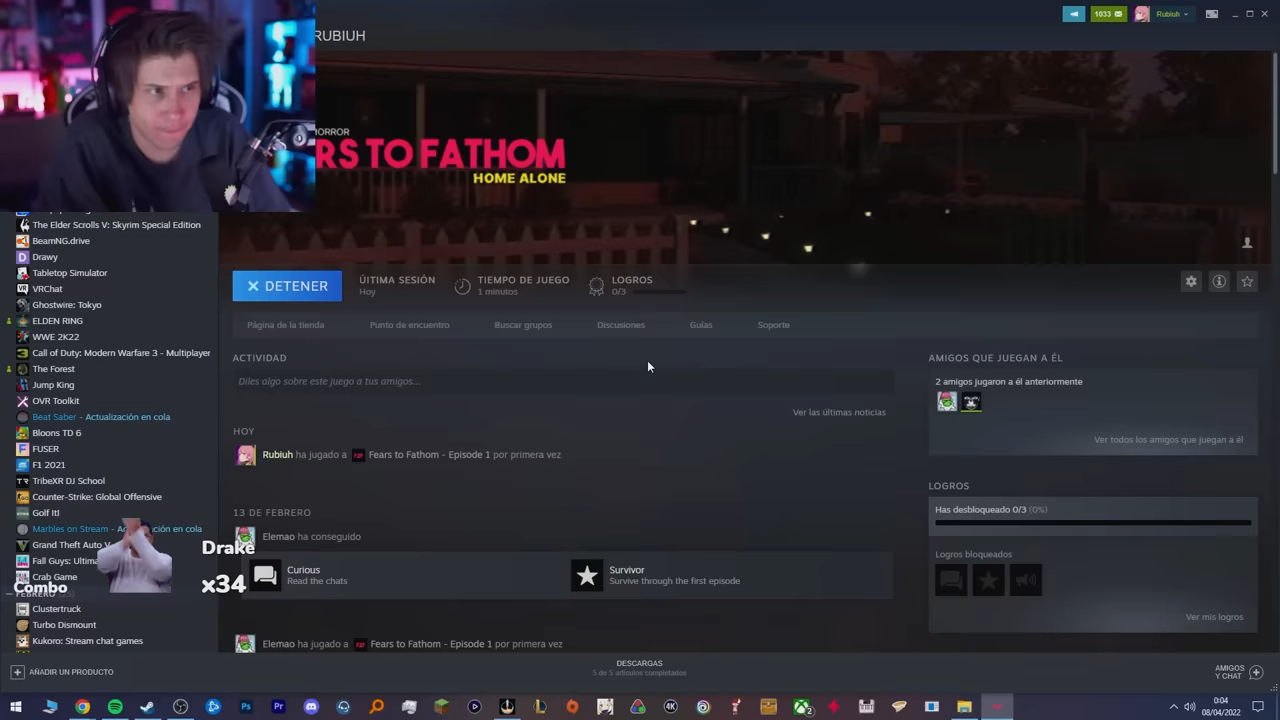 1033
Rubiuh
RUBIUH
HORROR
RS TO FATHOM
HOME ALONE
The Elder Scrolls V: Skyrim Special Edition
BeamNG.drive
Drawy
Tabletop Simulator
VRChat
Ghostwire: Tokyo
ELDEN RING
WWE 2K22
Call of Duty: Modern Warfare 3 - Multiplayer
The Forest
Jump King
OVR Toolkit
Beat Saber - Actualización en cola
Bloons TD 6
FUSER
F1 2021
TribeXR DJ School
Counter-Strike: Global Offensive
Golf It!
Marbles on Stream - Ac ación en cola
Grand Theft Auto V
Fall Guys: Ultima
Crab Game
FEBRERO
Clustertruck
Turbo Dismount
Kukoro: Stream chat games
Drake
Combo
x34
DETENER
ÚLTIMA SESIÓN
Hoy
TIEMPO DE JUEGO
1 minutos
LOGROS
0/3
Página de la tienda
Punto de encuentro
Buscar grupos
Discusiones
Guías
Soporte
ACTIVIDAD
Diles algo sobre este juego a tus amigos...
Ver las últimas noticias
HOY
Rubiuh ha jugado a Fears to Fathom - Episode 1 por primera vez
13 DE FEBRERO
Elemao ha conseguido
Curious
Read the chats
Survivor
Survive through the first episode
Elemao ha jugado a Fears to Fathom - Episode 1 por primera vez
AMIGOS QUE JUEGAN A ÉL
2 amigos jugaron a él anteriormente
Ver todos los amigos que juegan a él
LOGROS
Has desbloqueado 0/3 (0%)
Logros bloqueados
Ver mis logros
AÑADIR UN PRODUCTO
DESCARGAS
5 de 5 artículos completados
AMIGOS
Y CHAT
Ps
Pr
4K
2
0:04
08/04/2022